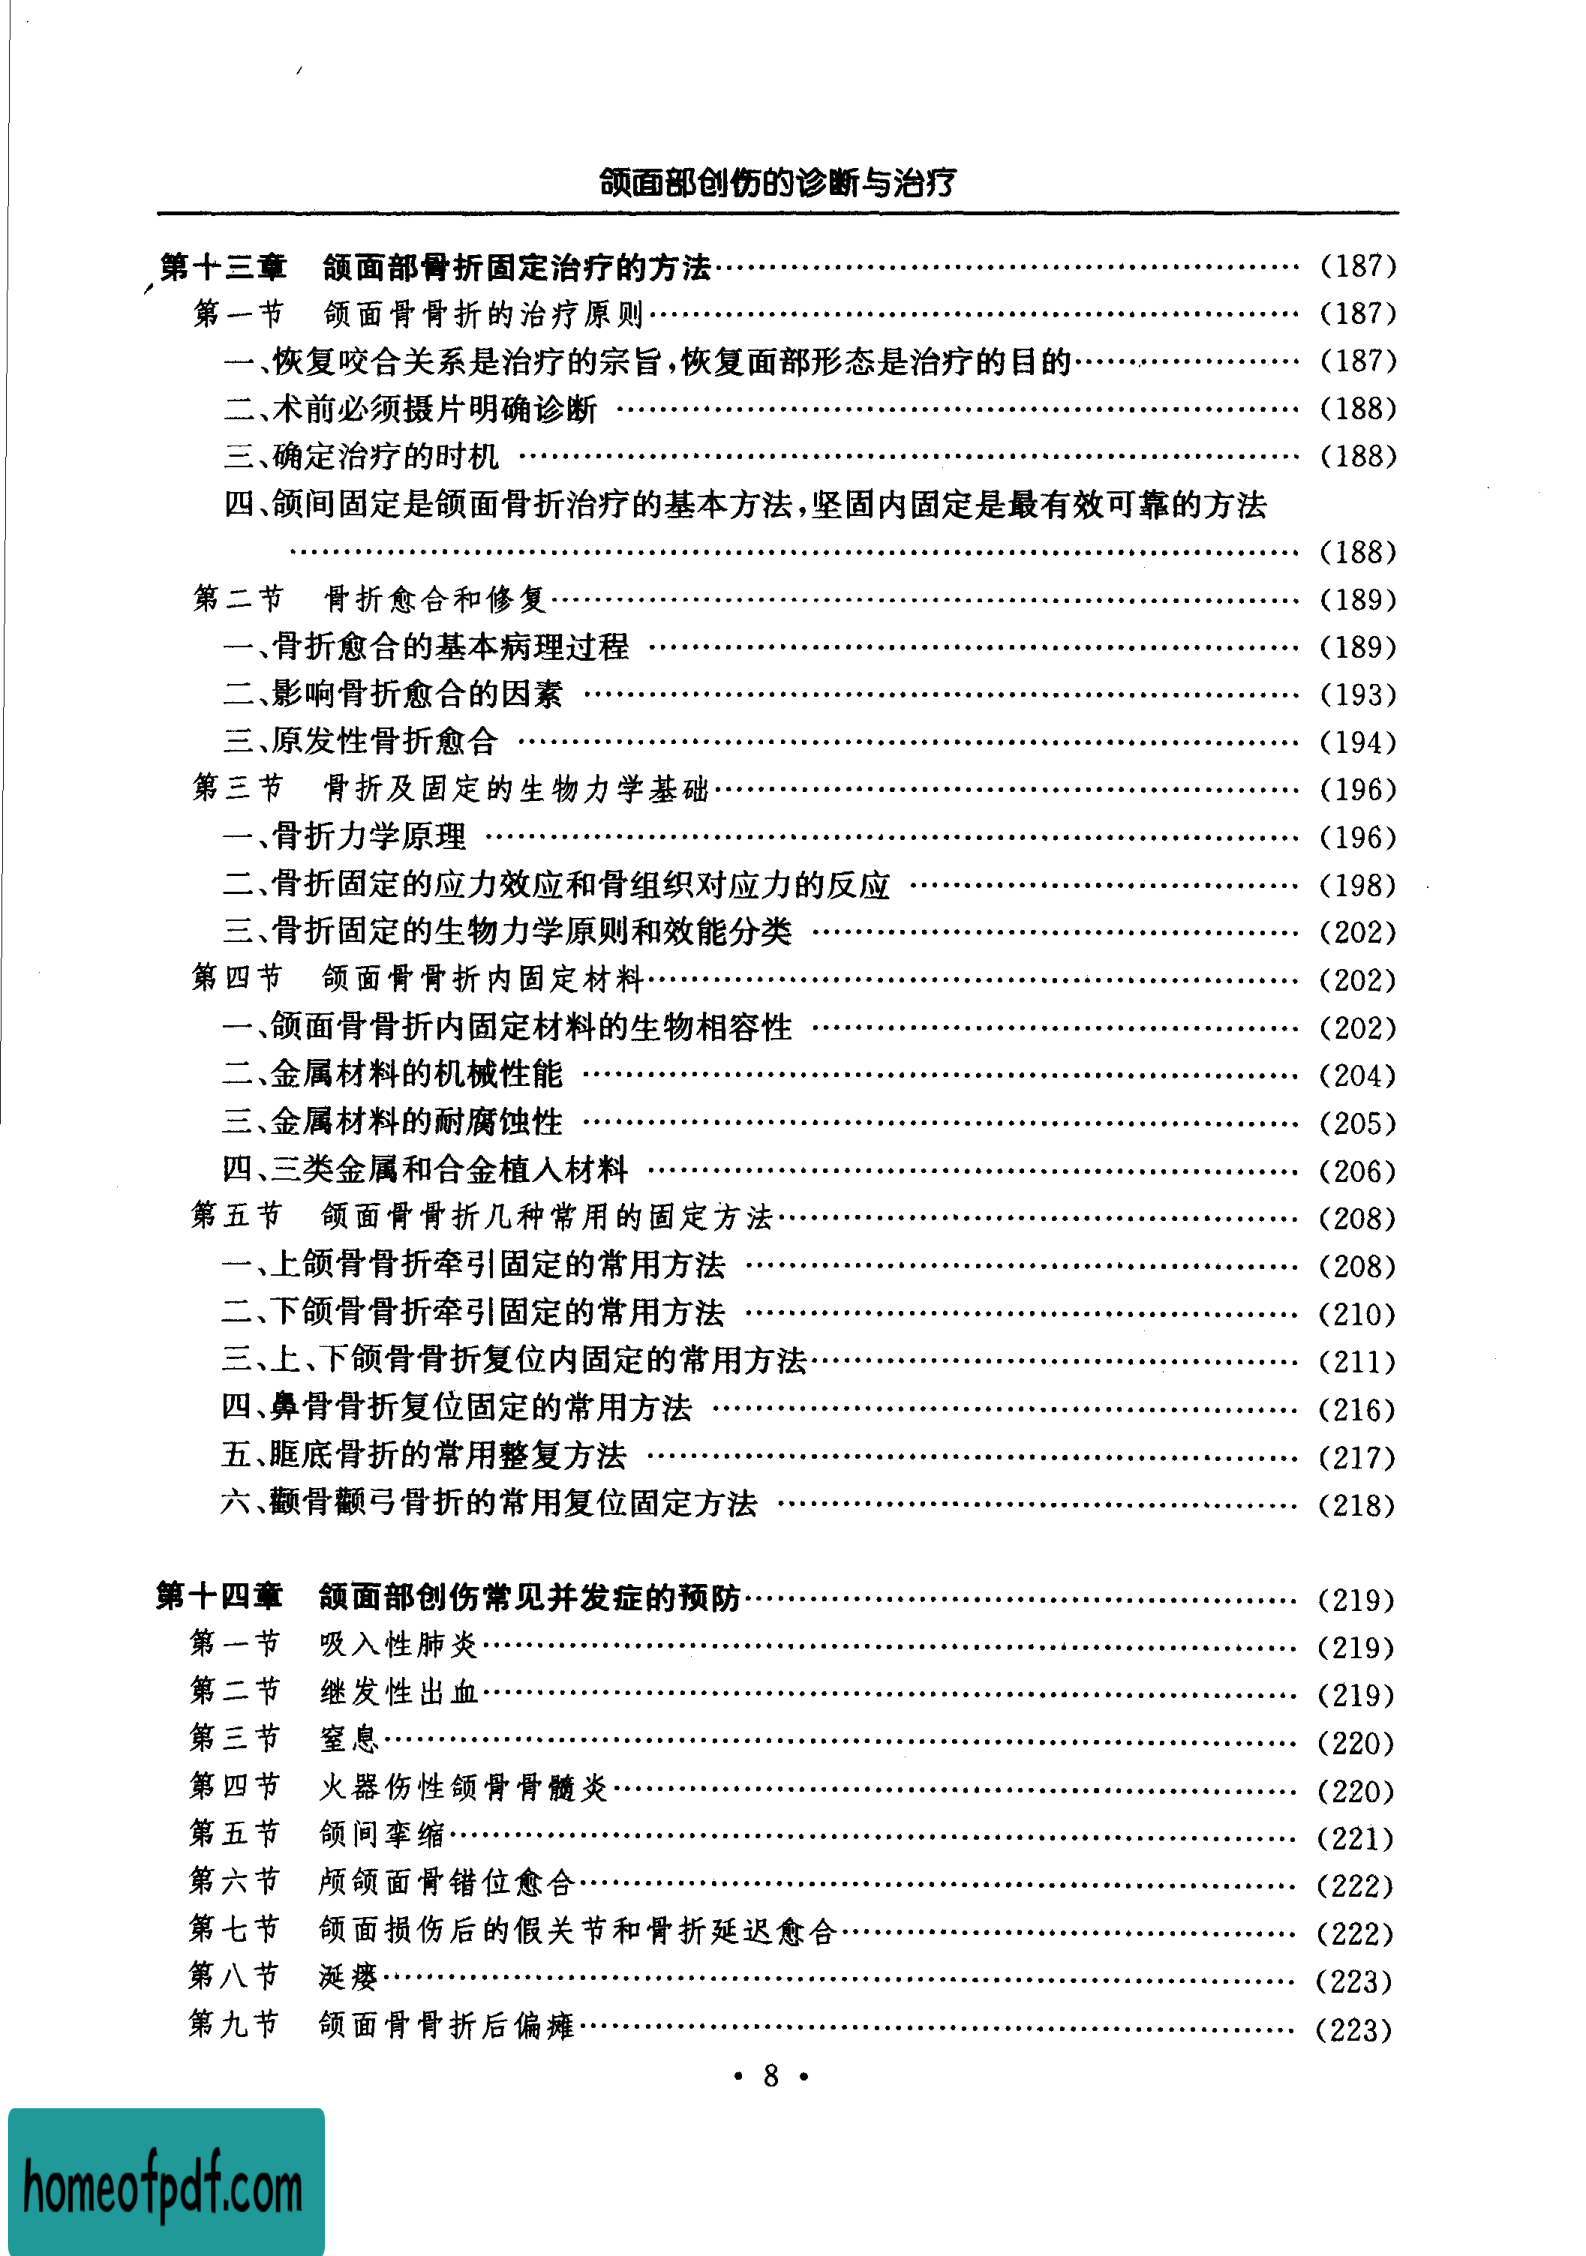 颌面部创伤的诊断与治疗
第十三章　颌面部骨折固定治疗的方法……………………………………………… (187)
第一节　颌面骨骨折的治疗原则…………………………………………………… (187)
一、恢复咬合关系是治疗的宗旨,恢复面部形态是治疗的目的………………… (187)
二、术前必须摄片明确诊断 ……………………………………………………… (188)
三、确定治疗的时机 ……………………………………………………………… (188)
四、颌间固定是颌面骨折治疗的基本方法,坚固内固定是最有效可靠的方法
…………………………………………………………………………………… (188)
第二节　骨折愈合和修复…………………………………………………………… (189)
一、骨折愈合的基本病理过程 …………………………………………………… (189)
二、影响骨折愈合的因素 ………………………………………………………… (193)
三、原发性骨折愈合 ……………………………………………………………… (194)
第三节　骨折及固定的生物力学基础……………………………………………… (196)
一、骨折力学原理 ………………………………………………………………… (196)
二、骨折固定的应力效应和骨组织对应力的反应 ……………………………… (198)
三、骨折固定的生物力学原则和效能分类 ……………………………………… (202)
第四节　颌面骨骨折内固定材料…………………………………………………… (202)
一、颌面骨骨折内固定材料的生物相容性 ……………………………………… (202)
二、金属材料的机械性能 ………………………………………………………… (204)
三、金属材料的耐腐蚀性 ………………………………………………………… (205)
四、三类金属和合金植入材料 …………………………………………………… (206)
第五节　颌面骨骨折几种常用的固定方法………………………………………… (208)
一、上颌骨骨折牵引固定的常用方法 …………………………………………… (208)
二、下颌骨骨折牵引固定的常用方法 …………………………………………… (210)
三、上、下颌骨骨折复位内固定的常用方法……………………………………… (211)
四、鼻骨骨折复位固定的常用方法 ……………………………………………… (216)
五、眶底骨折的常用整复方法 …………………………………………………… (217)
六、颧骨颧弓骨折的常用复位固定方法 ………………………………………… (218)
第十四章　颌面部创伤常见并发症的预防…………………………………………… (219)
第一节　吸入性肺炎………………………………………………………………… (219)
第二节　继发性出血………………………………………………………………… (219)
第三节　窒息………………………………………………………………………… (220)
第四节　火器伤性颌骨骨髓炎……………………………………………………… (220)
第五节　颌间挛缩…………………………………………………………………… (221)
第六节　颅颌面骨错位愈合………………………………………………………… (222)
第七节　颌面损伤后的假关节和骨折延迟愈合…………………………………… (222)
第八节　涎瘘………………………………………………………………………… (223)
第九节　颌面骨骨折后偏瘫………………………………………………………… (223)
· 8 ·
homeofpdf.com